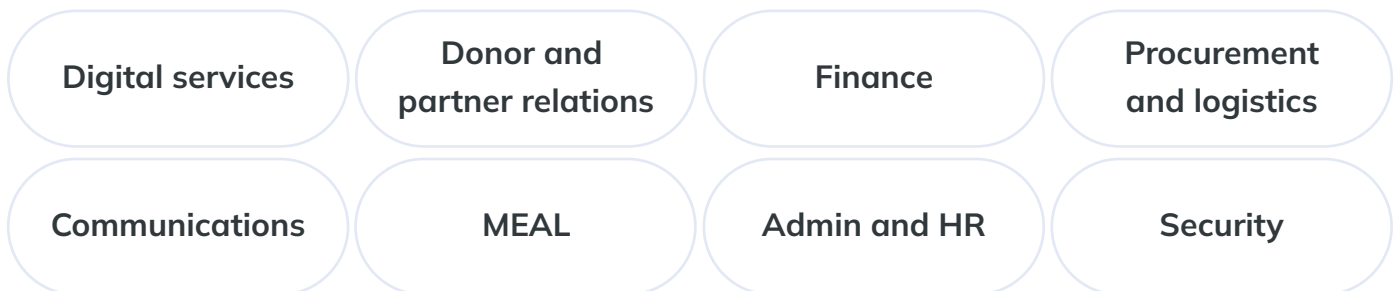 Digital services
Donor and
partner relations
Finance
Procurement
and logistics
Communications
MEAL
Admin and HR
Security